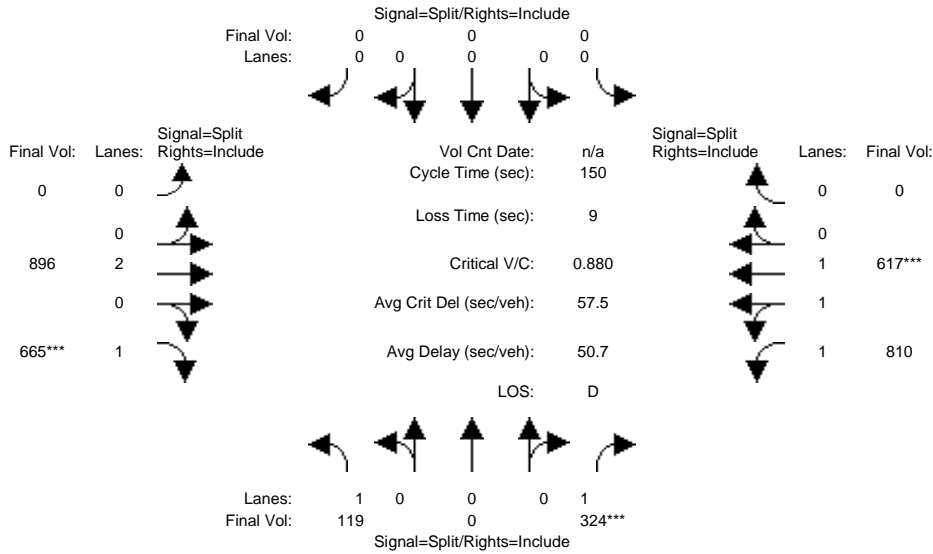 Signal=Split/Rights=Include
Final Vol: 0 0 0
Lanes: 0 0 0 0 0
Signal=Split Signal=Split
Final Vol: Lanes: Rights=Include Vol Cnt Date: n/a Rights=Include Lanes: Final Vol:
Cycle Time (sec): 150
0 0 0 0
Loss Time (sec): 9
0 0
896 2 Critical V/C: 0.880 1 617***
0 Avg Crit Del (sec/veh): 57.5 1
665*** 1 Avg Delay (sec/veh): 50.7 1 810
LOS: D
Lanes: 1 0 0 0 1
Final Vol: 119 0 324***
Signal=Split/Rights=Include